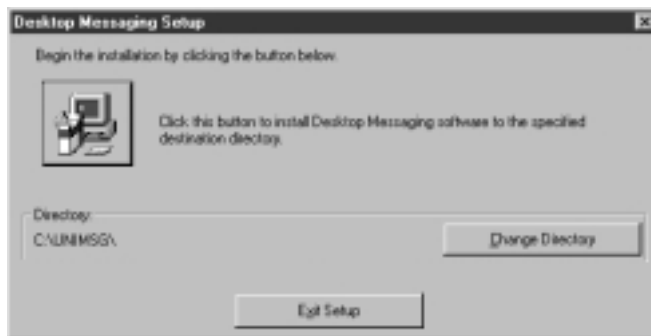 Desktop Messaging Setup
Begin the installation by clicking the button below.
Click this button to install Desktop Messaging software to the specified
destination directory.
Directory:
C:\UNIMSG\
Change Directory
Exit Setup